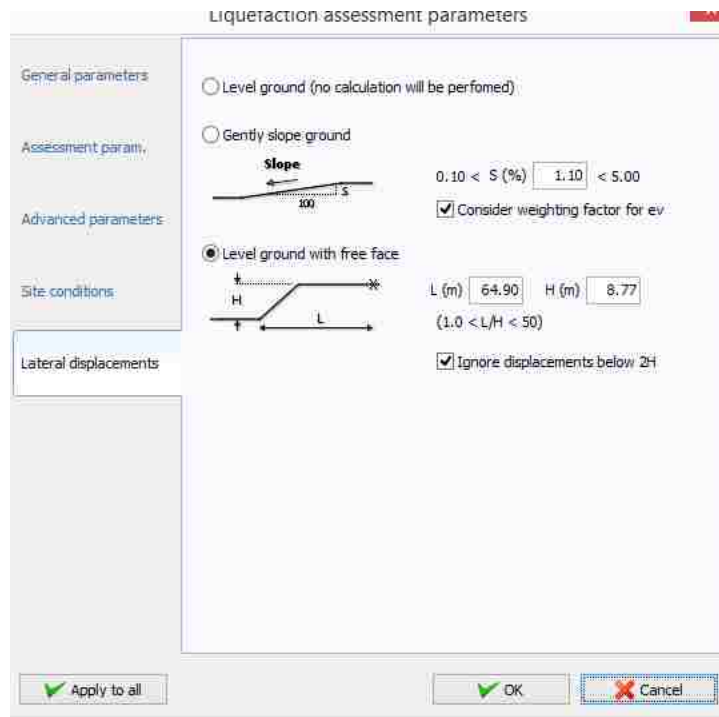 Liquefaction assessment parameters
General parameters
Assessment param.
Advanced parameters
Site conditions
Lateral displacements
Level ground (no calculation will be perfomed)
Gently slope ground
Slope
S
100
0.10 < S (%) 1.10 < 5.00
Consider weighting factor for ev
Level ground with free face
H
L
L (m) 64.90 H (m) 8.77
(1.0 < L/H < 50)
Ignore displacements below 2H
Apply to all
OK
Cancel